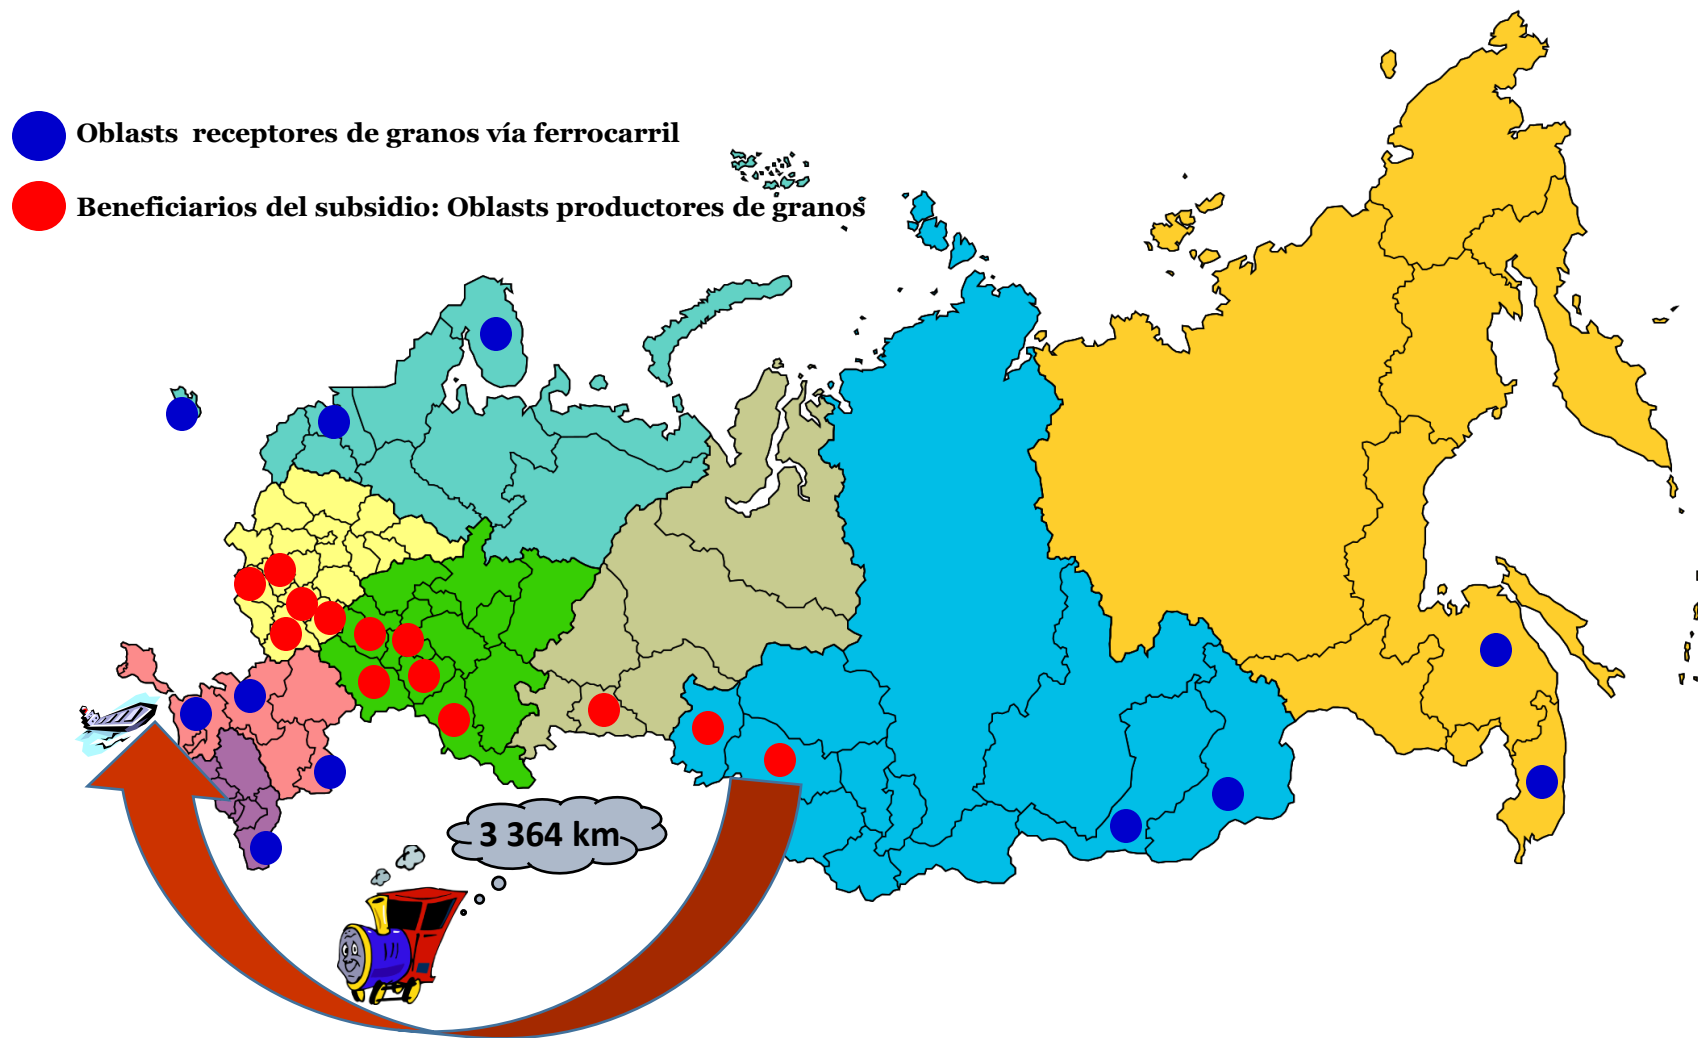 Oblasts  receptores de granos vía ferrocarril
Beneficiarios del subsidio: Oblasts productores de granos
3 364 km